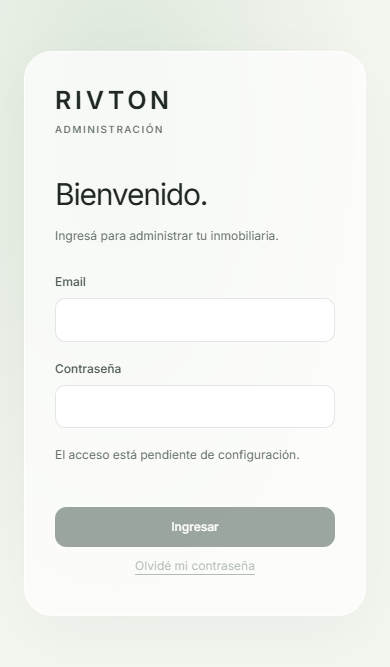 RIVTON
ADMINISTRACIÓN
Bienvenido.
Ingresá para administrar tu inmobiliaria.
Email
Contraseña
El acceso está pendiente de configuración.
Ingresar
Olvidé mi contraseña